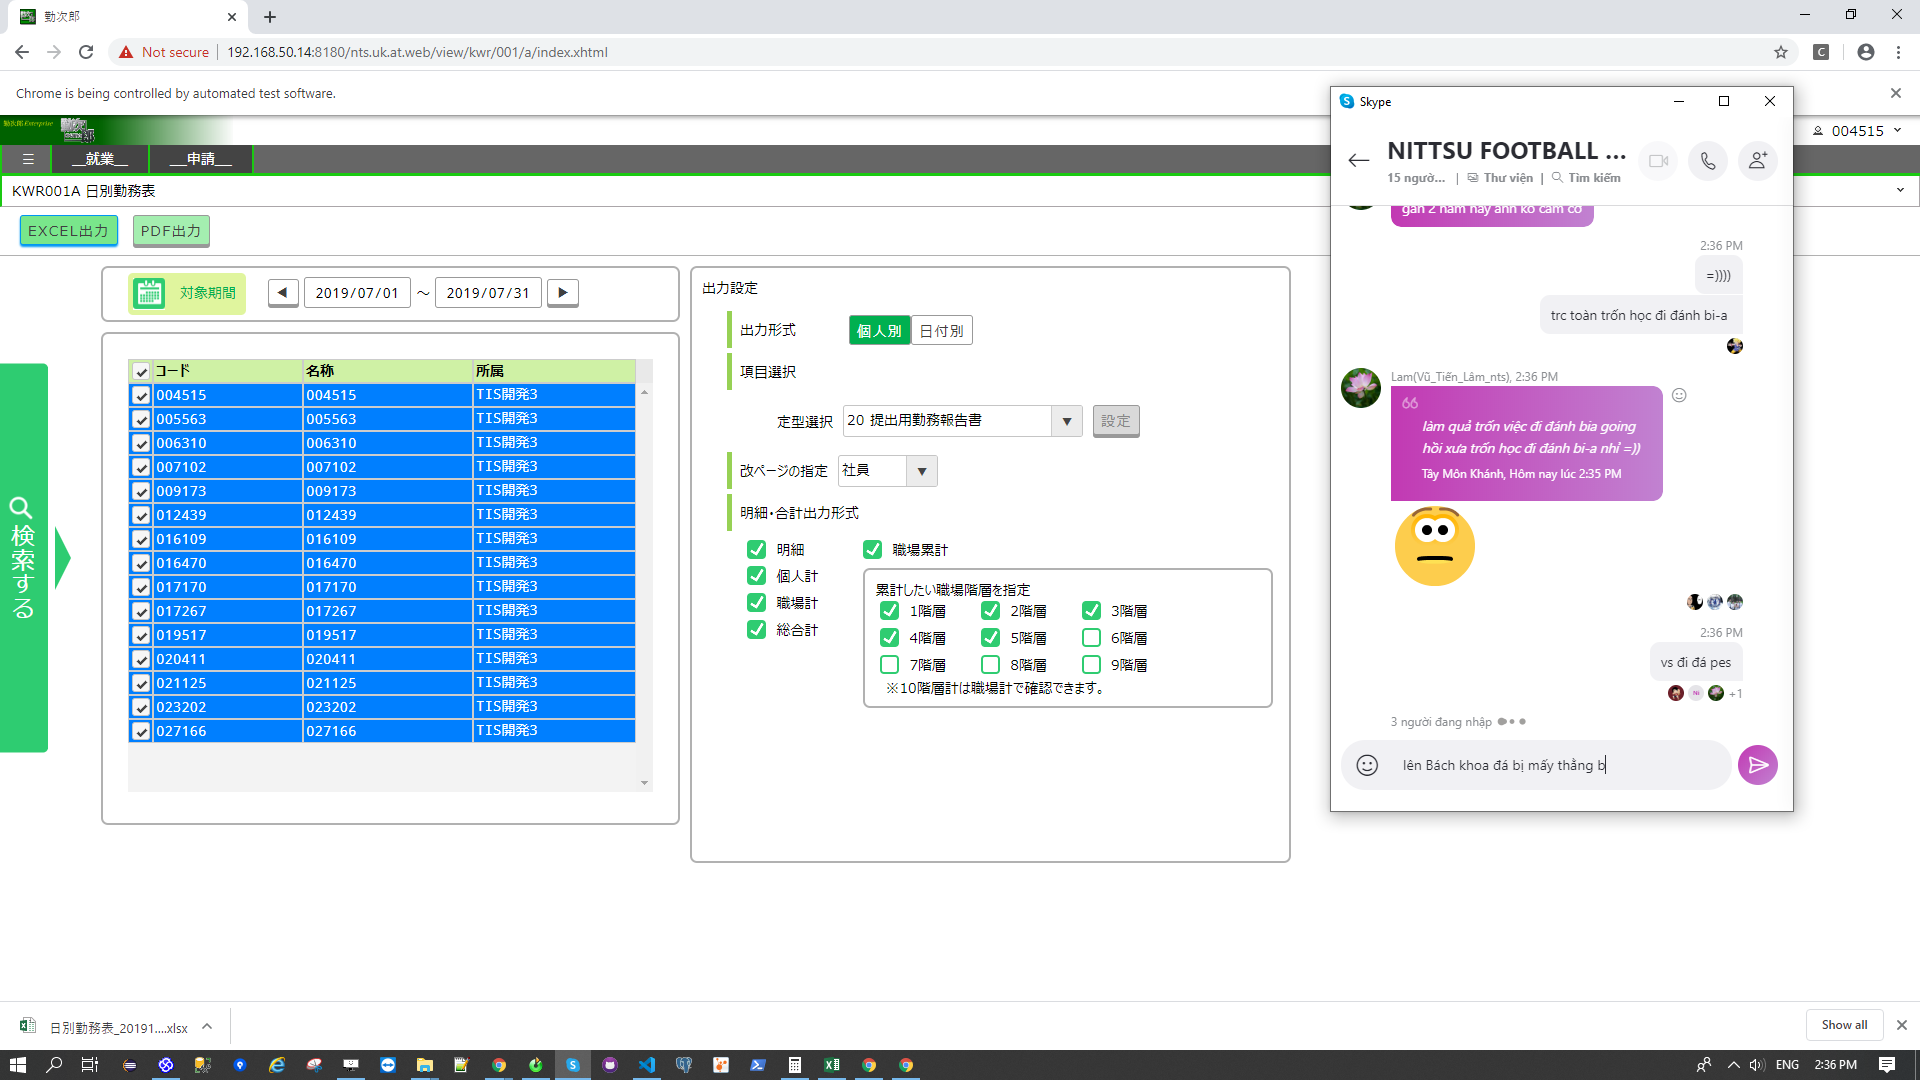 勤次郎
Not secure
192.168.50.14:8180/nts.uk.at.web/view/kwr/001/a/index.xhtml
Chrome is being controlled by automated test software.
勤次郎 Enterprise
004515
__就業__
__申請__
KWR001A 日別勤務表
EXCEL出力
PDF出力
対象期間
◀
2019/07/01
～
2019/07/31
▶
コード 名称 所属
004515 004515 TIS開発3
005563 005563 TIS開発3
006310 006310 TIS開発3
007102 007102 TIS開発3
009173 009173 TIS開発3
012439 012439 TIS開発3
016109 016109 TIS開発3
016470 016470 TIS開発3
017170 017170 TIS開発3
017267 017267 TIS開発3
019517 019517 TIS開発3
020411 020411 TIS開発3
021125 021125 TIS開発3
023202 023202 TIS開発3
027166 027166 TIS開発3
検索する
出力設定
出力形式
個人別
日付別
項目選択
定型選択
20 提出用勤務報告書
設定
改ページの指定
社員
明細・合計出力形式
明細
職場累計
個人計
職場計
総合計
累計したい職場階層を指定
1階層 2階層 3階層
4階層 5階層 6階層
7階層 8階層 9階層
※10階層計は職場計で確認できます。
Skype
NITTSU FOOTBALL ...
15 ngườ... | Thư viện | Tìm kiếm
gần 2 năm nay anh ko cầm cơ
2:36 PM
=))))
trc toàn trốn học đi đánh bi-a
Lam(Vũ_Tiến_Lâm_nts), 2:36 PM
làm quả trốn việc đi đánh bia going
hồi xưa trốn học đi đánh bi-a nhỉ =))
Tây Môn Khánh, Hôm nay lúc 2:35 PM
2:36 PM
vs đi đá pes
Ni
+1
3 người đang nhập
lên Bách khoa đá bị mấy thằng b
日別勤務表_20191....xlsx
Show all
ENG
2:36 PM